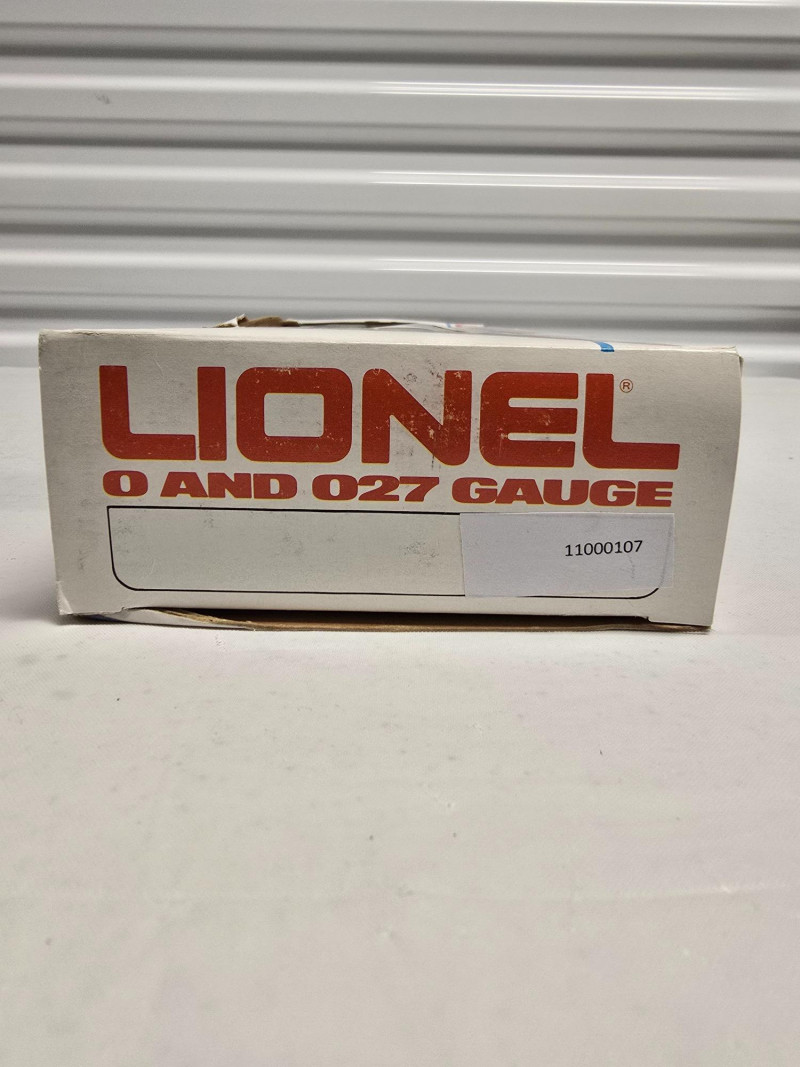 LIONEL®
O AND O27 GAUGE
11000107